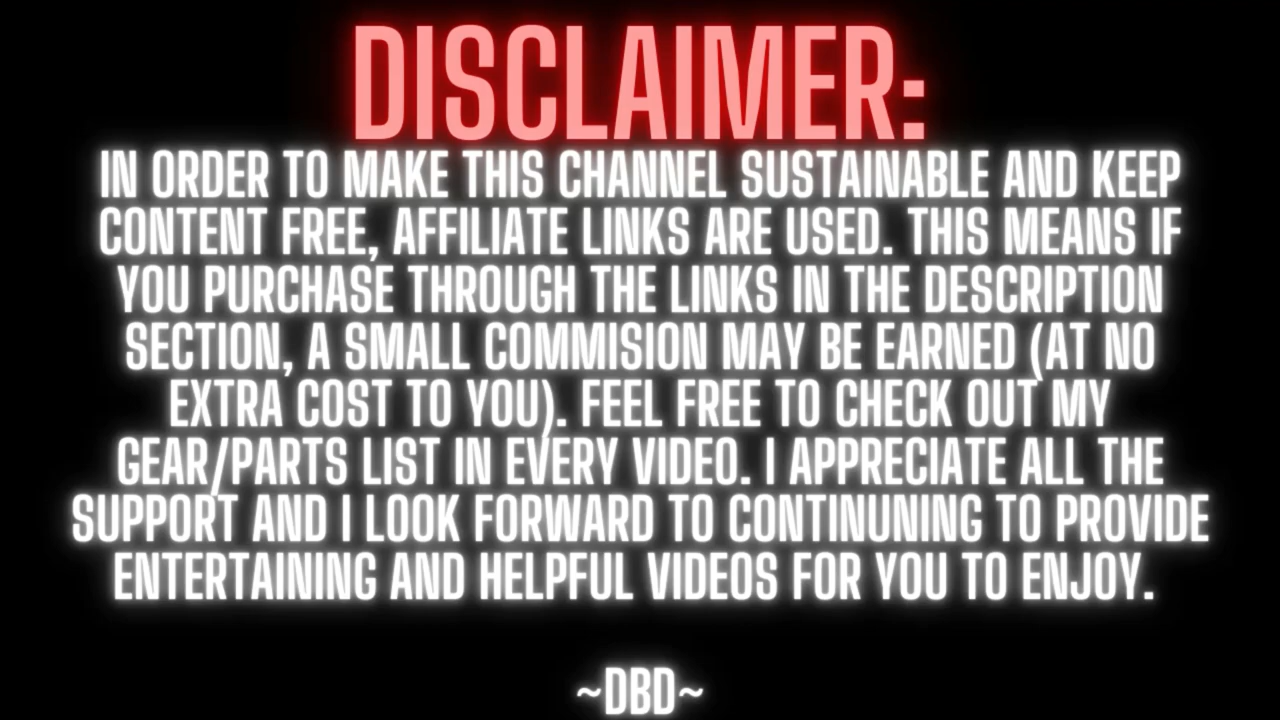 DISCLAIMER:
IN ORDER TO MAKE THIS CHANNEL SUSTAINABLE AND KEEP
CONTENT FREE, AFFILIATE LINKS ARE USED. THIS MEANS IF
YOU PURCHASE THROUGH THE LINKS IN THE DESCRIPTION
SECTION, A SMALL COMMISION MAY BE EARNED (AT NO
EXTRA COST TO YOU). FEEL FREE TO CHECK OUT MY
GEAR/PARTS LIST IN EVERY VIDEO. I APPRECIATE ALL THE
SUPPORT AND I LOOK FORWARD TO CONTINUNING TO PROVIDE
ENTERTAINING AND HELPFUL VIDEOS FOR YOU TO ENJOY.
~DBD~